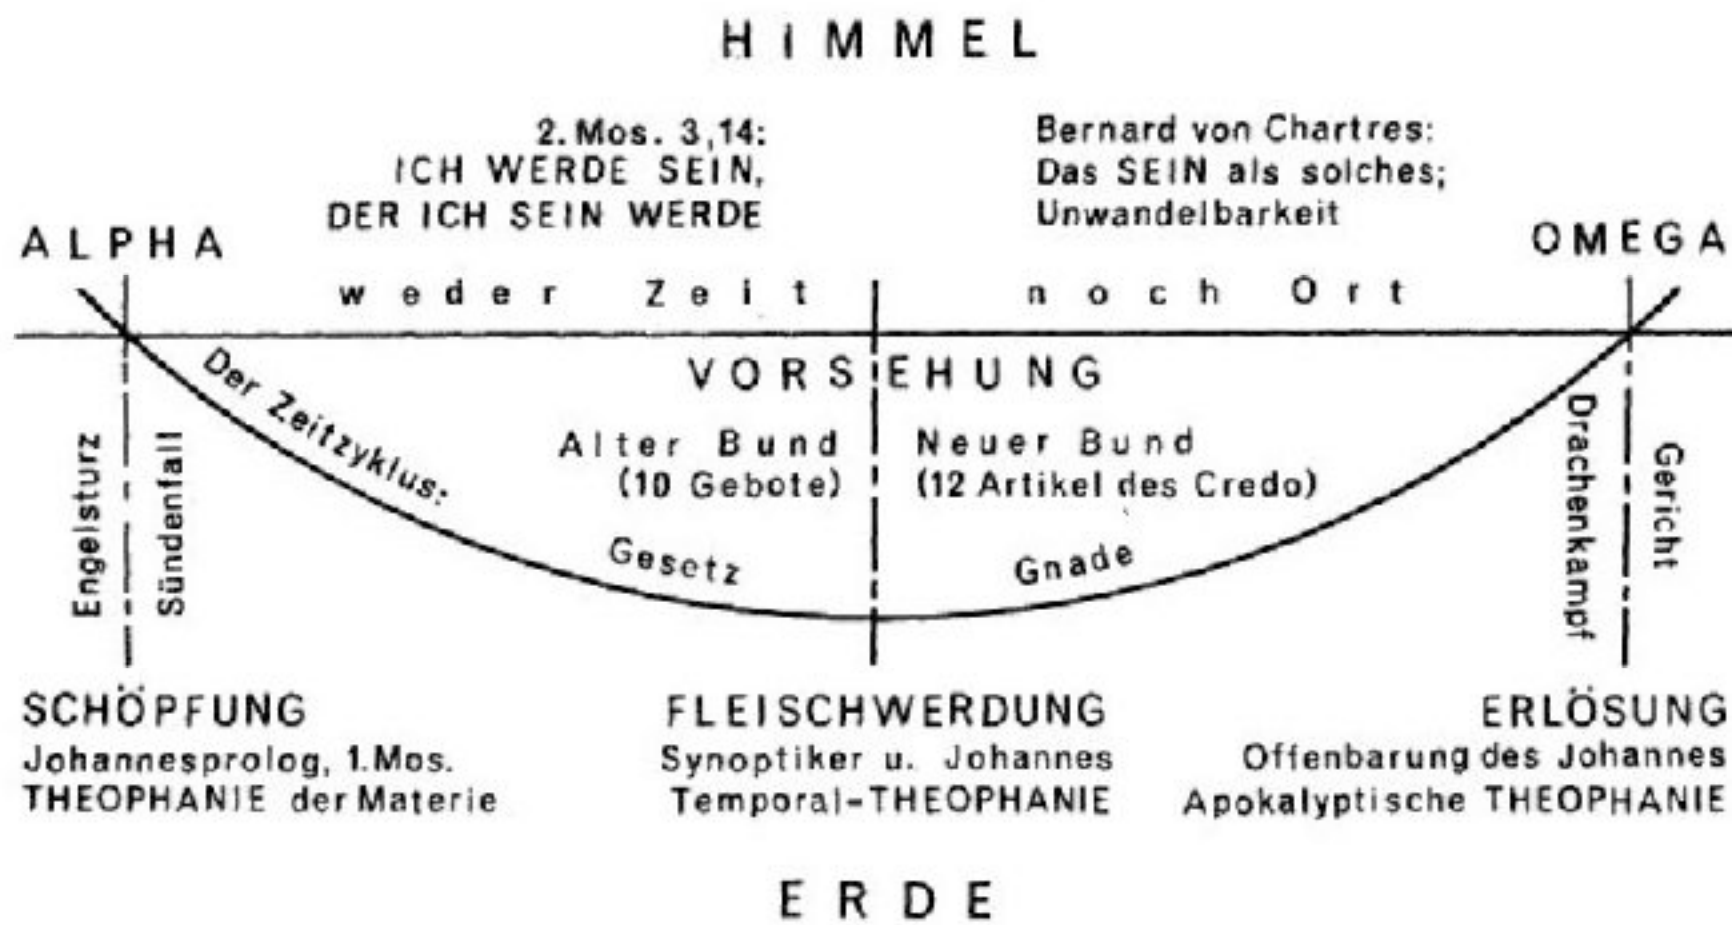 HiMMEL
2. Mos. 3,14:
ICH WERDE SEIN,
DER ICH SEIN WERDE
Bernard von Chartres:
Das SEIN als solches;
Unwandelbarkeit
ALPHA
OMEGA
weder Zeit noch Ort
VORSEHUNG
Der Zeitzyklus:
Alter Bund
(10 Gebote)
Neuer Bund
(12 Artikel des Credo)
Gesetz
Gnade
Engelsturz
Sündenfall
Drachenkampf
Gericht
SCHÖPFUNG
Johannesprolog, 1. Mos.
THEOPHANIE der Materie
FLEISCHWERDUNG
Synoptiker u. Johannes
Temporal-THEOPHANIE
ERLÖSUNG
Offenbarung des Johannes
Apokalyptische THEOPHANIE
ERDE